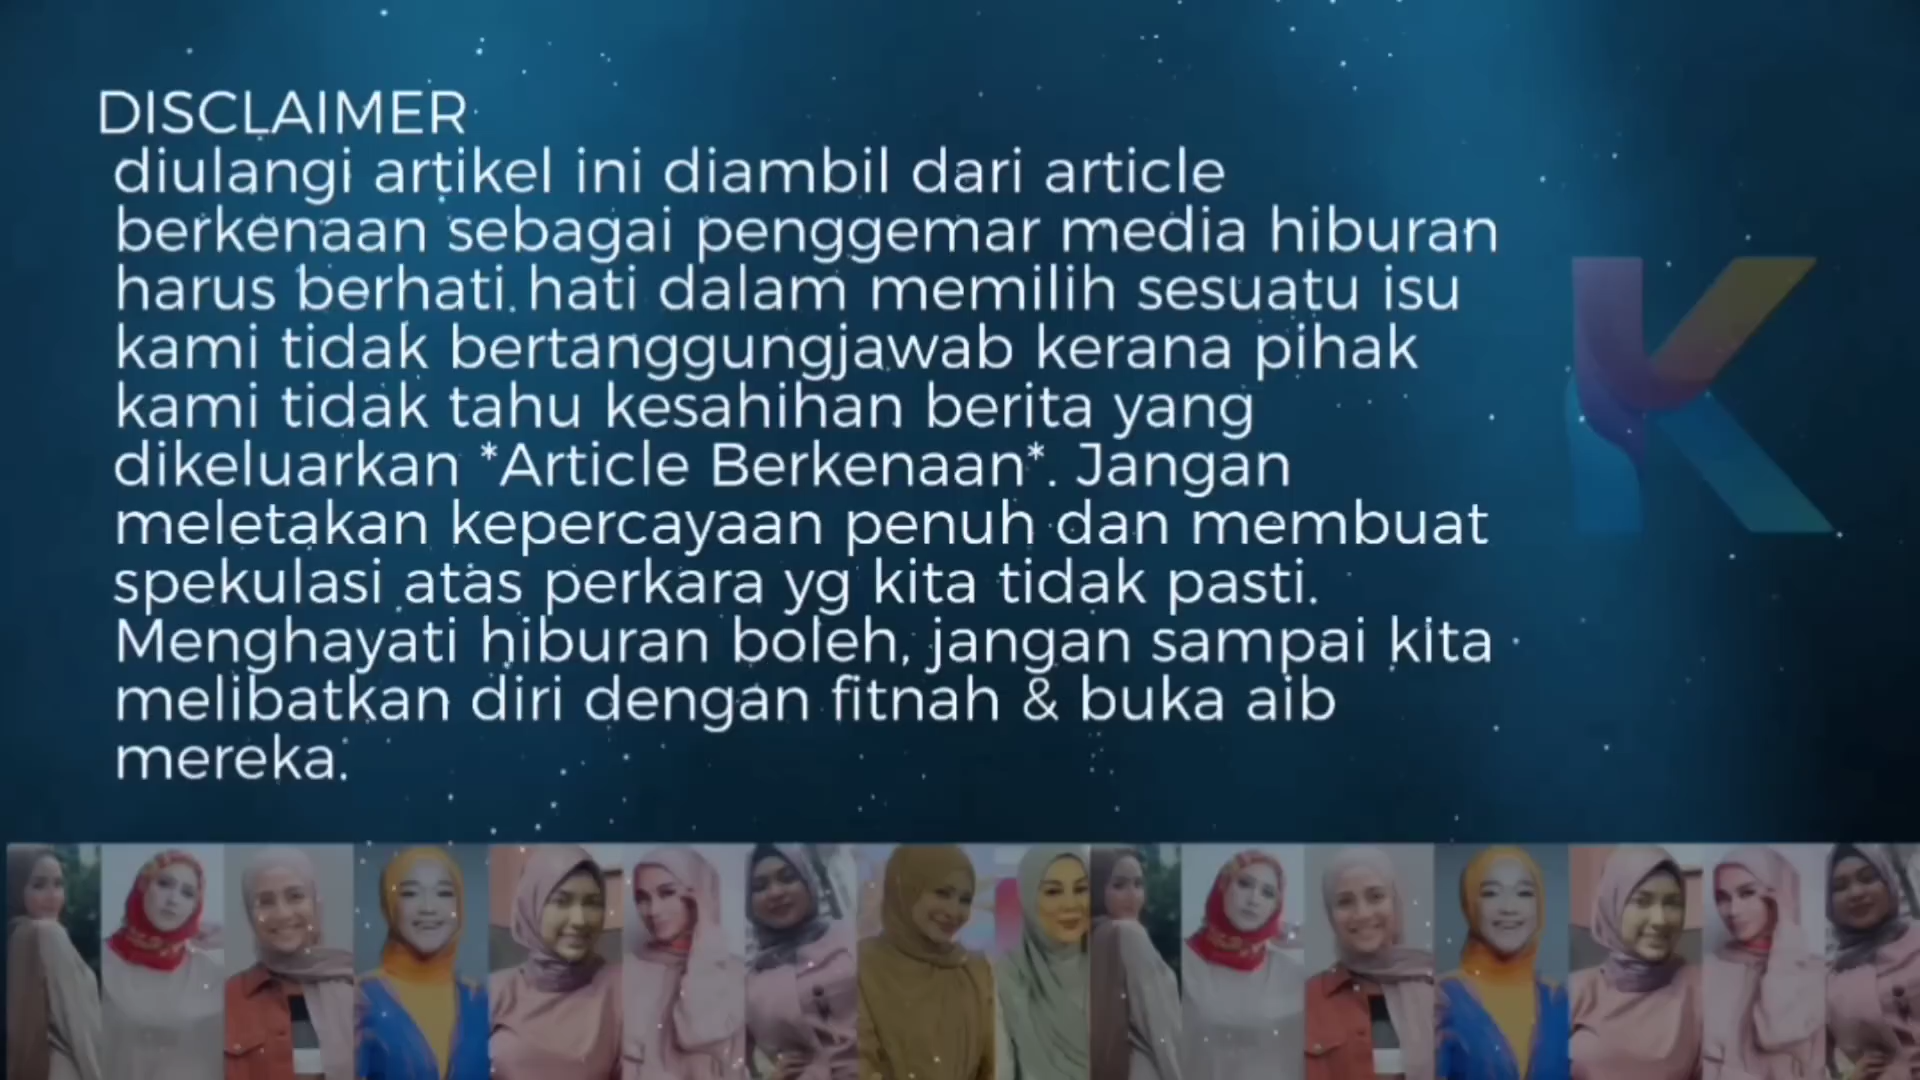 DISCLAIMER
diulangi artikel ini diambil dari article
berkenaan sebagai penggemar media hiburan
harus berhati. hati dalam memilih sesuatu isu
kami tidak bertanggungjawab kerana pihak
kami tidak tahu kesahihan berita yang
dikeluarkan *Article Berkenaan*. Jangan
meletakan kepercayaan penuh dan membuat
spekulasi atas perkara yg kita tidak pasti.
Menghayati hiburan boleh, jangan sampai kita
melibatkan diri dengan fitnah & buka aib
mereka.
K